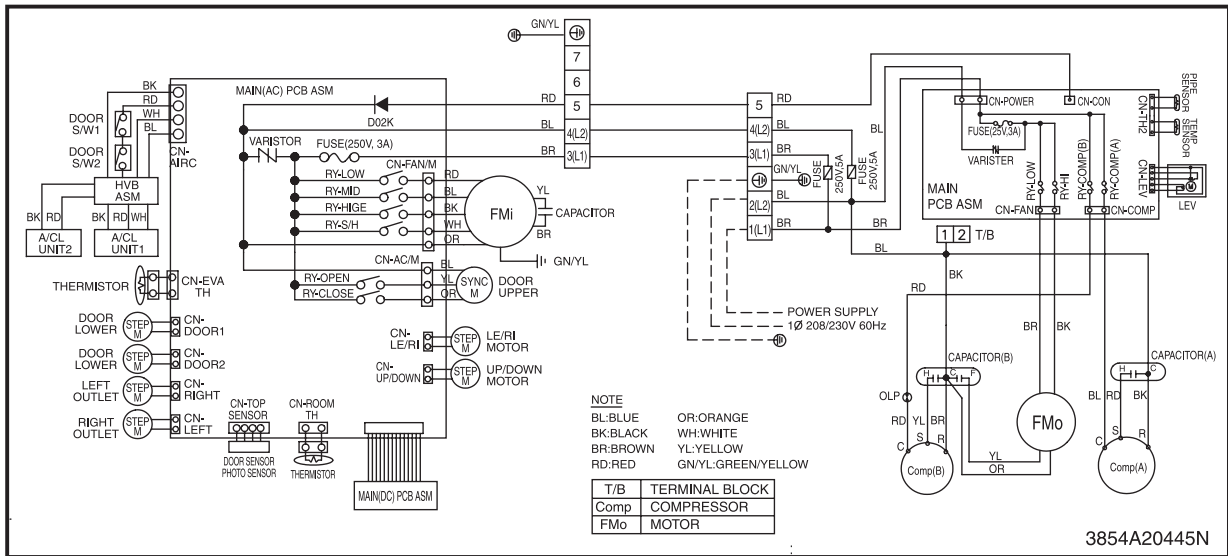 GN/YL
7
6
5
4(L2)
3(L1)
MAIN(AC) PCB ASM
D02K
RD
BL
BR
VARISTOR
FUSE(250V, 3A)
BK
RD
WH
BL
DOOR
S/W1
DOOR
S/W2
CN-
AIRC
HVB
ASM
BK RD
BK RD WH
A/CL
UNIT2
A/CL
UNIT1
CN-FAN/M
RY-LOW
RY-MID
RY-HIGE
RY-S/H
RD
BL
BK
WH
OR
FMi
YL
CAPACITOR
BR
GN/YL
CN-AC/M
RY-OPEN
RY-CLOSE
BL
YL
OR
SYNC
M
DOOR
UPPER
THERMISTOR
CN-EVA
TH
DOOR
LOWER
STEP
M
CN-
DOOR1
DOOR
LOWER
STEP
M
CN-
DOOR2
LEFT
OUTLET
STEP
M
CN-
RIGHT
RIGHT
OUTLET
STEP
M
CN-
LEFT
CN-
LE/RI
STEP
M
LE/RI
MOTOR
CN-
UP/DOWN
STEP
M
UP/DOWN
MOTOR
CN-TOP
SENSOR
DOOR SENSOR
PHOTO SENSOR
CN-ROOM
TH
THERMISTOR
MAIN(DC) PCB ASM
5
4(L2)
3(L1)
2(L2)
1(L1)
RD
BL
BR
GN/YL
BL
BR
FUSE
250V,5A
FUSE
250V,5A
BL
BR
BL
POWER SUPPLY
1Ø 208/230V 60Hz
CN-POWER
CN-CON
FUSE(25V,3A)
VARISTER
MAIN
PCB ASM
RY-LOW
RY-HI
RY-COMP(B)
RY-COMP(A)
CN-FAN
CN-COMP
CN-TH2
CN-LEV
PIPE
SENSOR
TEMP
SENSOR
M
LEV
1 2 T/B
BK
RD
BR
BK
CAPACITOR(B)
H C F
CAPACITOR(A)
H C
OLP
RD YL BR
C S R
Comp(B)
YL
OR
FMo
BL RD BK
C S R
Comp(A)
NOTE
BL:BLUE OR:ORANGE
BK:BLACK WH:WHITE
BR:BROWN YL:YELLOW
RD:RED GN/YL:GREEN/YELLOW
T/B TERMINAL BLOCK
Comp COMPRESSOR
FMo MOTOR
3854A20445N